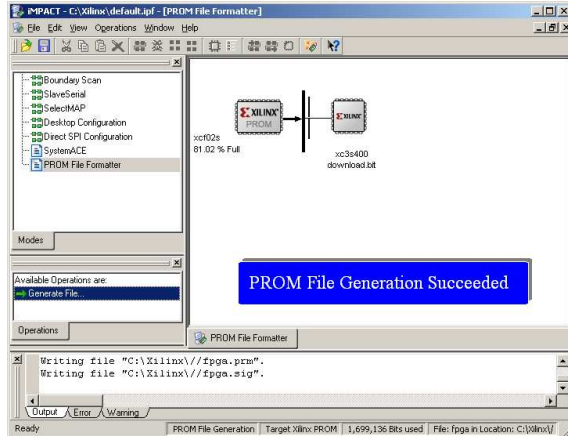 iMPACT - C:\Xilinx\default.ipf - [PROM File Formatter]
File Edit View Operations Window Help
Boundary Scan
SlaveSerial
SelectMAP
Desktop Configuration
Direct SPI Configuration
SystemACE
PROM File Formatter
Modes
Available Operations are:
Generate File...
Operations
XILINX
PROM
XILINX
xcf02s
81.02 % Full
xc3s400
download.bit
PROM File Generation Succeeded
PROM File Formatter
Writing file "C:\Xilinx\//fpga.prm".
Writing file "C:\Xilinx\//fpga.sig".
Output Error Warning
Ready PROM File Generation Target Xilinx PROM 1,699,136 Bits used File: fpga in Location: C:\Xilinx\/